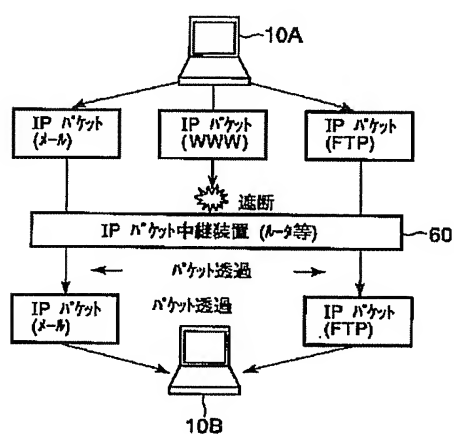 10A
IP パケット
(メール)
IP パケット
(WWW)
IP パケット
(FTP)
遮断
IP パケット中継装置 (ルータ等)
60
パケット透過
パケット透過
IP パケット
(メール)
IP パケット
(FTP)
10B